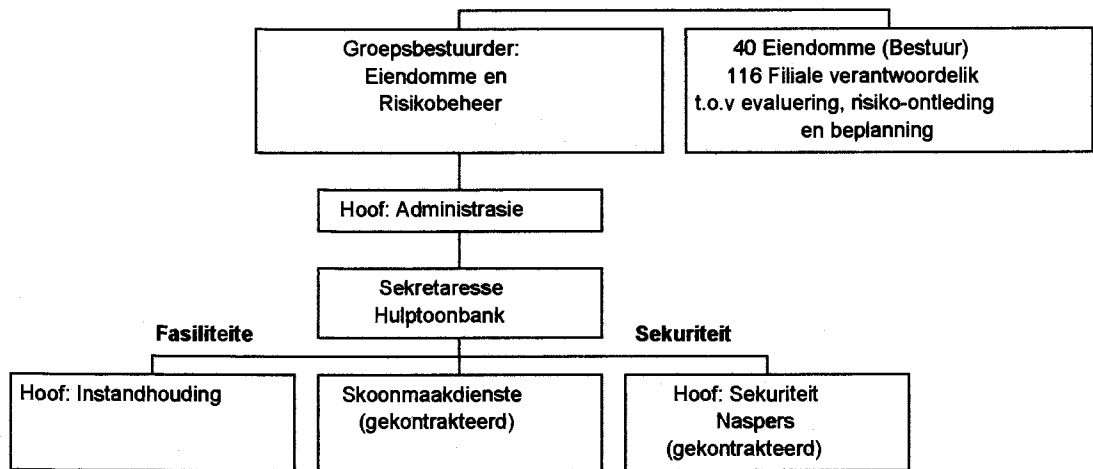 Groepsbestuurder:
Eiendomme en
Risikobeheer
40 Eiendomme (Bestuur)
116 Filiale verantwoordelik
t.o.v evaluering, risiko-ontleding
en beplanning
Hoof: Administrasie
Sekretaresse
Hulptoonbank
Fasiliteite
Sekuriteit
Hoof: Instandhouding
Skoonmaakdienste
(gekontrakteerd)
Hoof: Sekuriteit
Naspers
(gekontrakteerd)